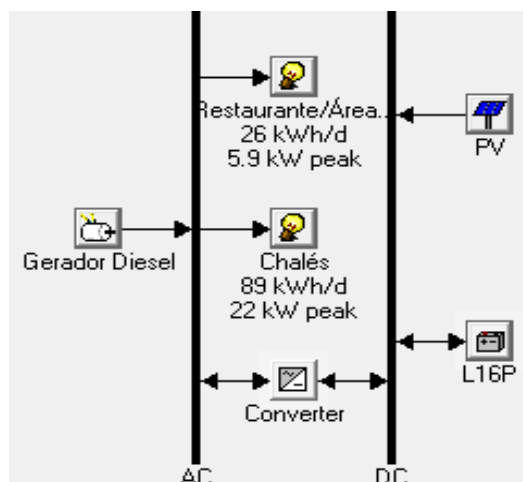 Restaurante/Área...
26 kWh/d
5.9 kW peak
PV
Gerador Diesel
Chalés
89 kWh/d
22 kW peak
L16P
Converter
AC
DC